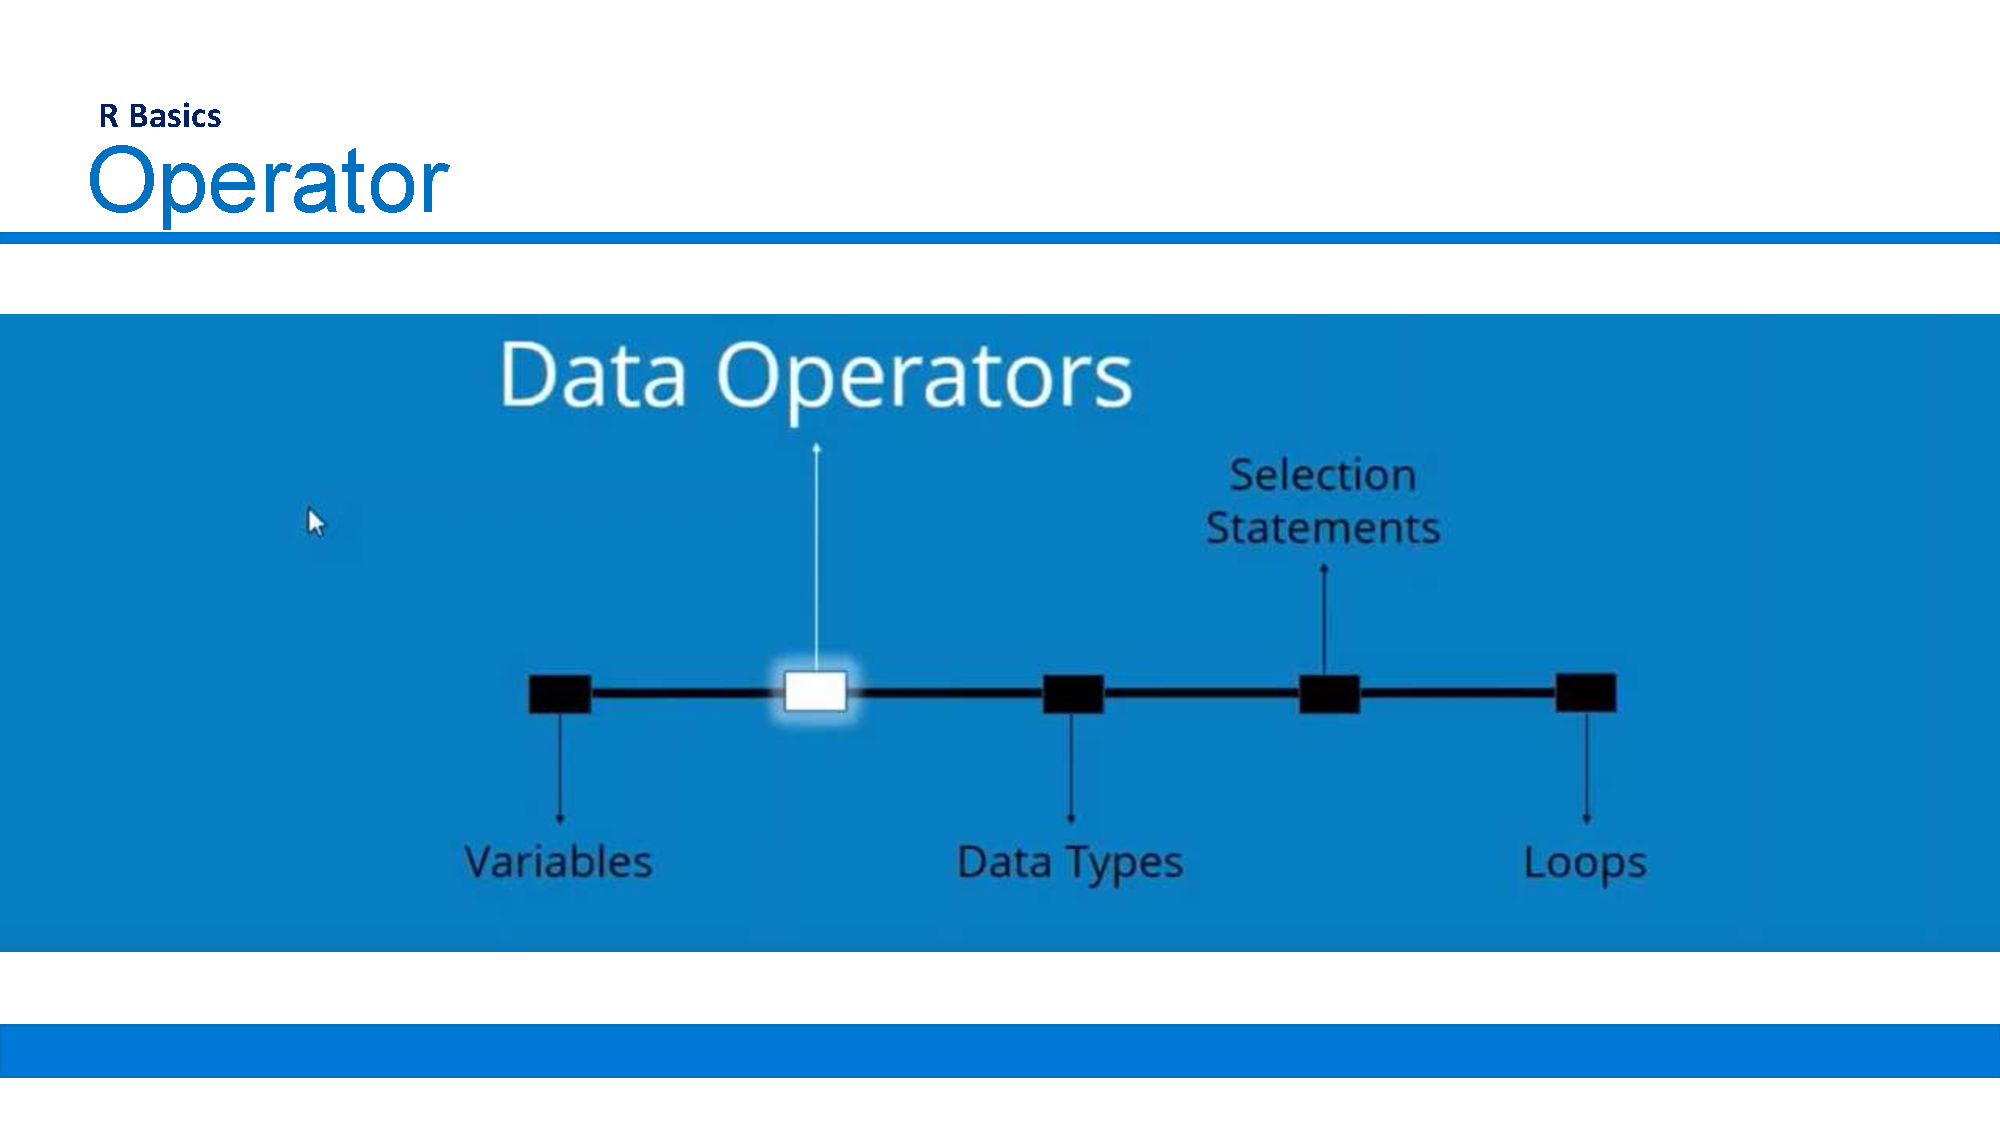 R Basics
Operator
Data Operators
Selection
Statements
Variables
Data Types
Loops